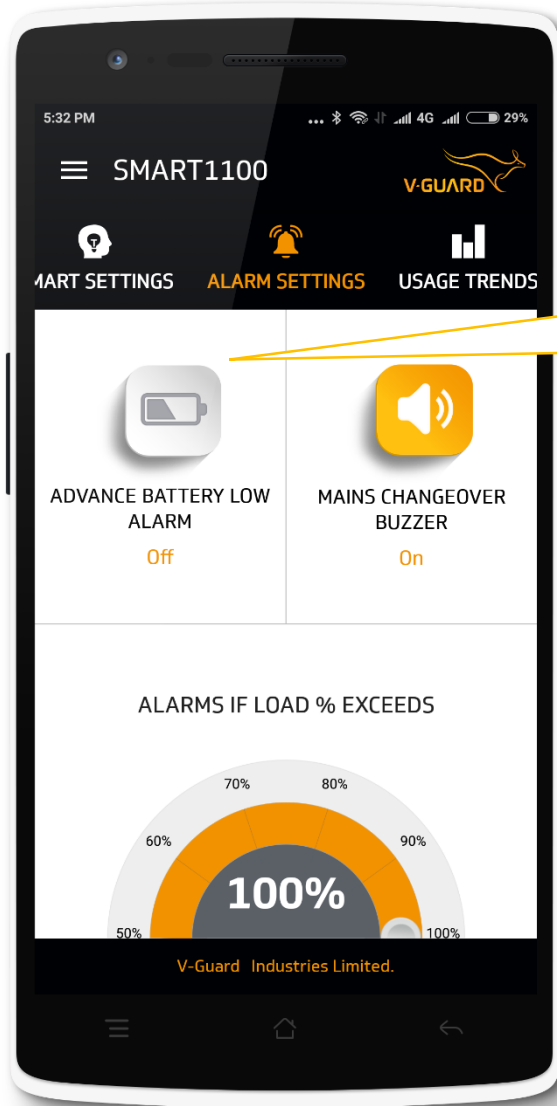 5:32 PM ... 4G 29%
SMART1100
V-GUARD
MART SETTINGS ALARM SETTINGS USAGE TRENDS
ADVANCE BATTERY LOW
ALARM
Off
MAINS CHANGEOVER
BUZZER
On
ALARMS IF LOAD % EXCEEDS
70% 80%
60% 90%
100%
50% 100%
V-Guard Industries Limited.